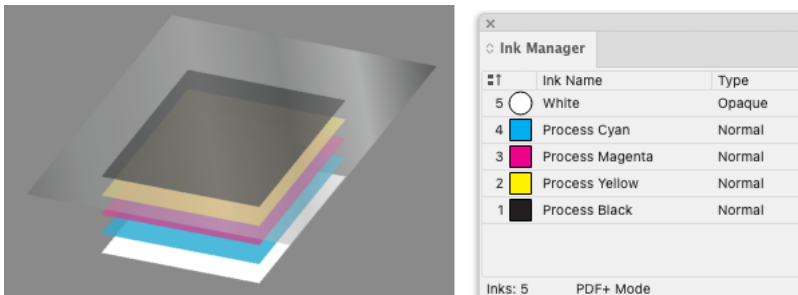 ×
Ink Manager
Ink Name Type
5 White Opaque
4 Process Cyan Normal
3 Process Magenta Normal
2 Process Yellow Normal
1 Process Black Normal
Inks: 5 PDF+ Mode